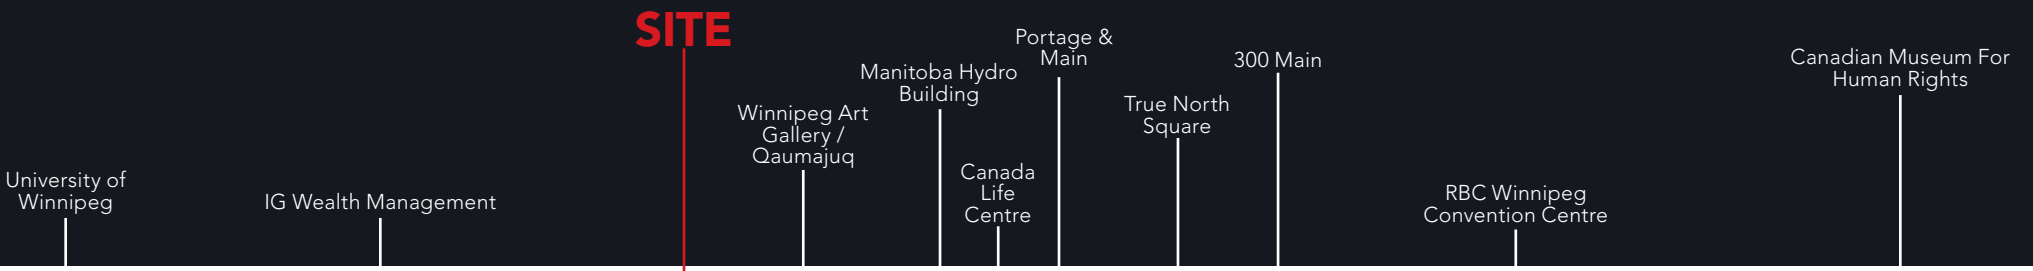 University of
Winnipeg
IG Wealth Management
SITE
Winnipeg Art
Gallery /
Qaumajuq
Manitoba Hydro
Building
Canada
Life
Centre
Portage &
Main
True North
Square
300 Main
RBC Winnipeg
Convention Centre
Canadian Museum For
Human Rights